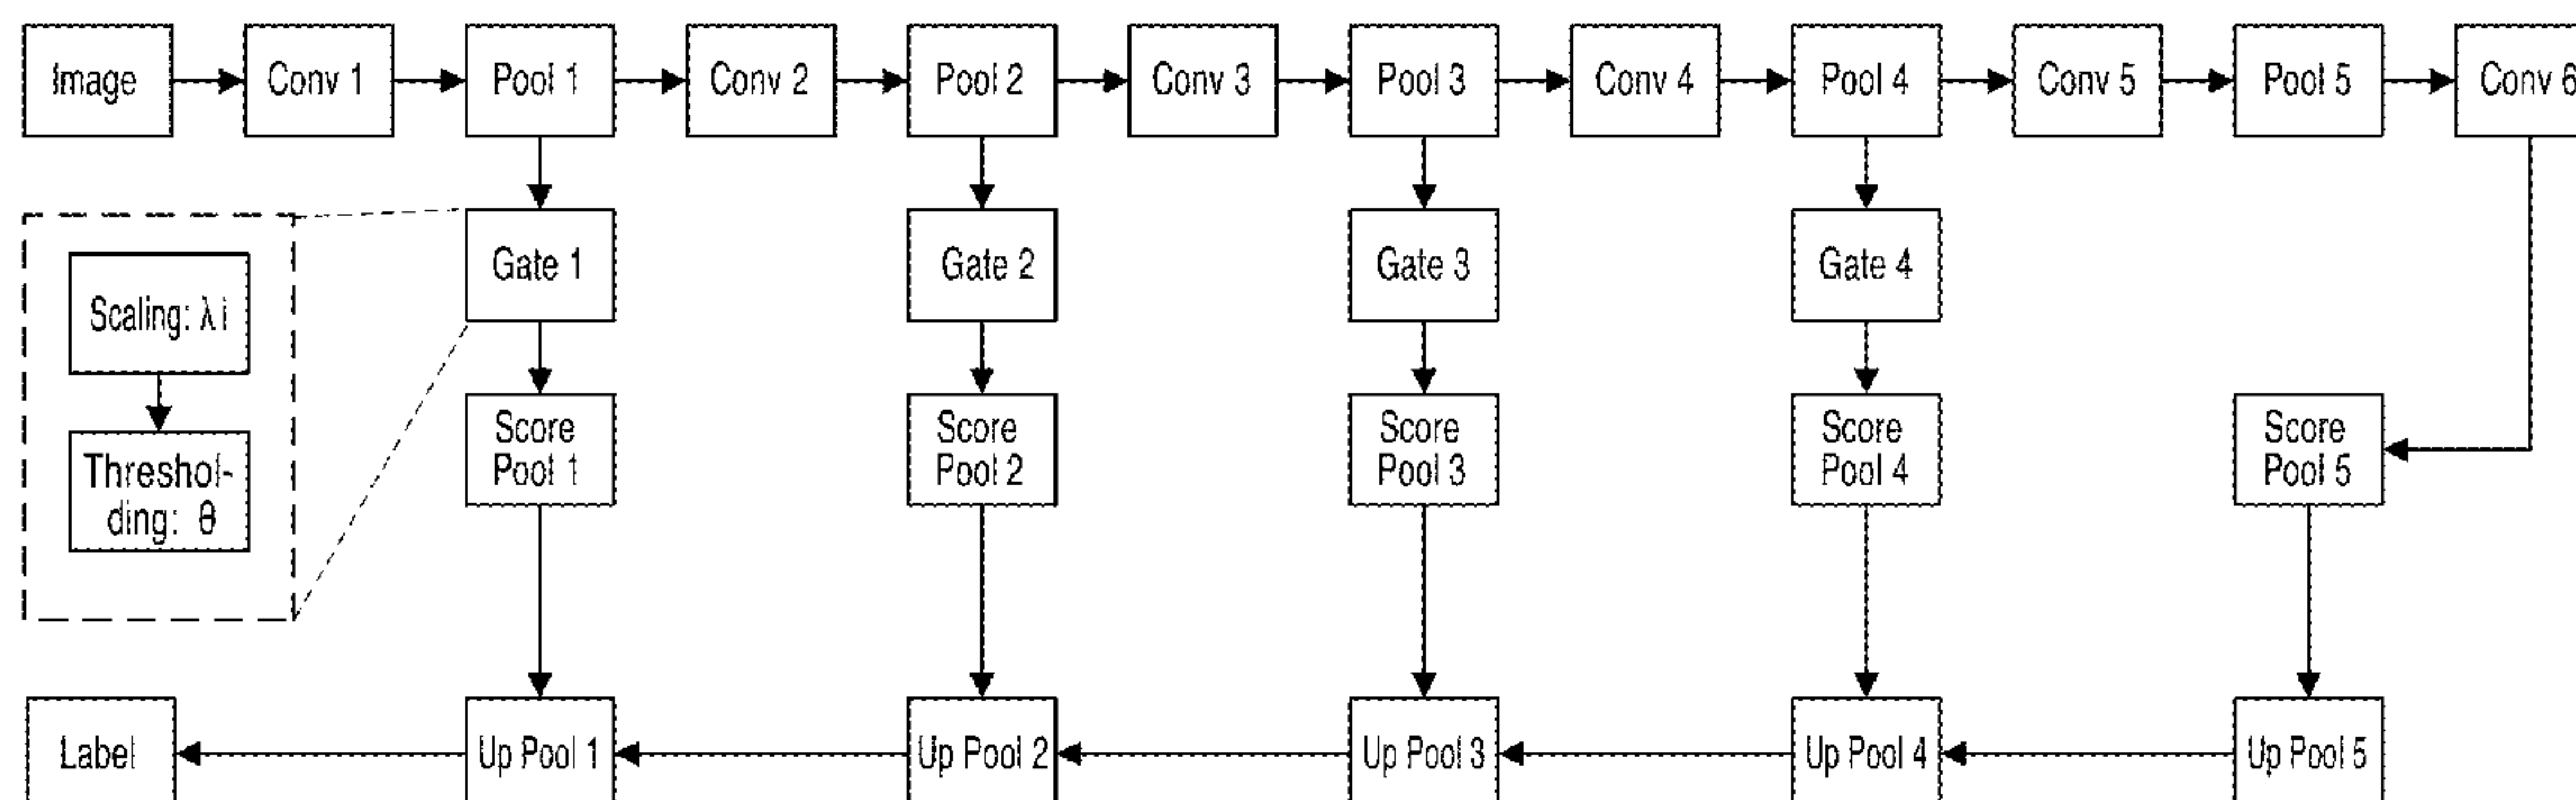 Image
Conv 1
Pool 1
Conv 2
Pool 2
Conv 3
Pool 3
Conv 4
Pool 4
Conv 5
Pool 5
Conv 6
Gate 1
Gate 2
Gate 3
Gate 4
Scaling: λi
Threshol-
ding: θ
Score
Pool 1
Score
Pool 2
Score
Pool 3
Score
Pool 4
Score
Pool 5
Label
Up Pool 1
Up Pool 2
Up Pool 3
Up Pool 4
Up Pool 5